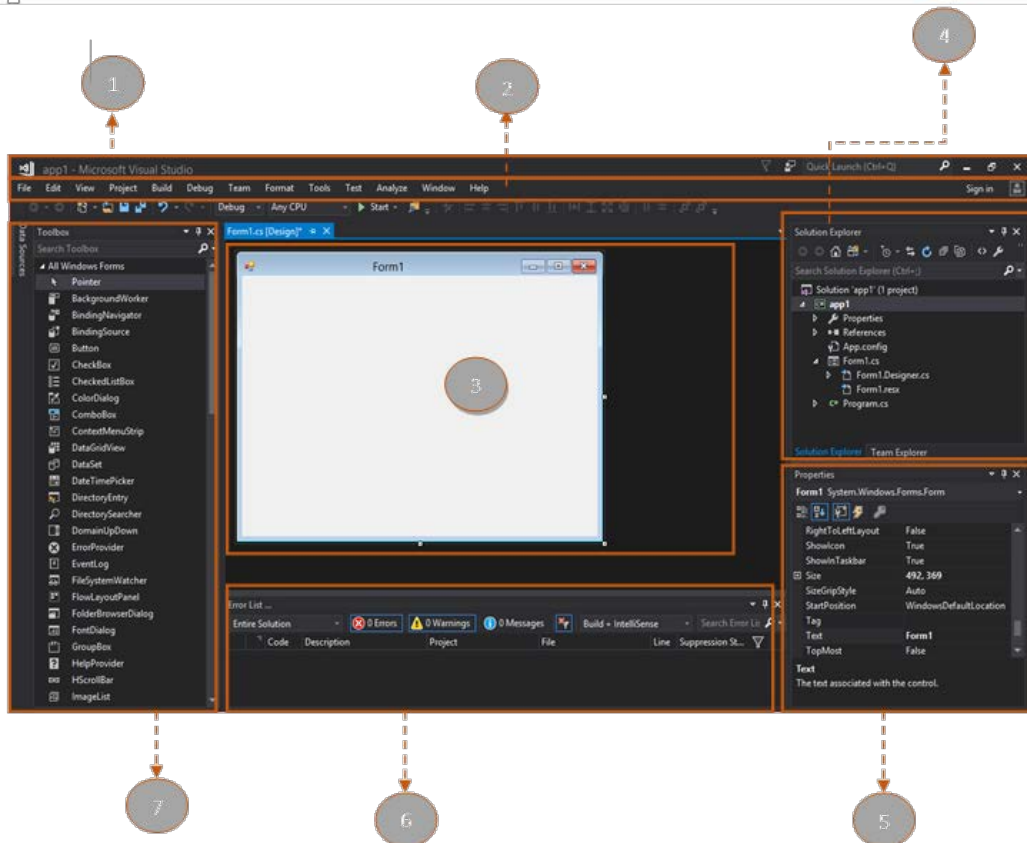 4
1
2
app1 - Microsoft Visual Studio
Quick Launch (Ctrl+Q)
File Edit View Project Build Debug Team Format Tools Test Analyze Window Help
Sign in
Debug
Any CPU
Start
Data Sources
Toolbox
Search Toolbox
All Windows Forms
Pointer
BackgroundWorker
BindingNavigator
BindingSource
Button
CheckBox
CheckedListBox
ColorDialog
ComboBox
ContextMenuStrip
DataGridView
DataSet
DateTimePicker
DirectoryEntry
DirectorySearcher
DomainUpDown
ErrorProvider
EventLog
FileSystemWatcher
FlowLayoutPanel
FolderBrowserDialog
FontDialog
GroupBox
HelpProvider
HScrollBar
ImageList
Form1.cs [Design]*
Form1
3
Error List ...
Entire Solution
0 Errors
0 Warnings
0 Messages
Build + IntelliSense
Search Error Li
Code Description Project File Line Suppression St...
Solution Explorer
Search Solution Explorer (Ctrl+;)
Solution 'app1' (1 project)
app1
Properties
References
App.config
Form1.cs
Form1.Designer.cs
Form1.resx
C# Program.cs
Solution Explorer Team Explorer
Properties
Form1 System.Windows.Forms.Form
RightToLeftLayout False
ShowIcon True
ShowInTaskbar True
Size 492, 369
SizeGripStyle Auto
StartPosition WindowsDefaultLocation
Tag
Text Form1
TopMost False
Text
The text associated with the control.
7
6
5